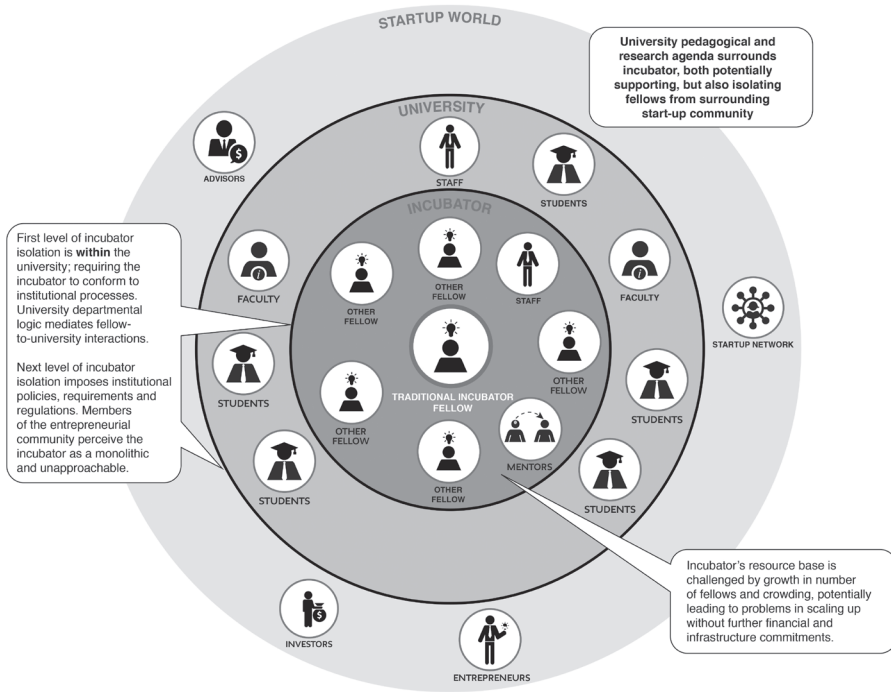 STARTUP WORLD
University pedagogical and
research agenda surrounds
incubator, both potentially
supporting, but also isolating
fellows from surrounding
start-up community
UNIVERSITY
ADVISORS
STAFF
STUDENTS
INCUBATOR
First level of incubator
isolation is within the
university; requiring the
incubator to conform to
institutional processes.
University departmental
logic mediates fellow-
to-university interactions.
Next level of incubator
isolation imposes institutional
policies, requirements and
regulations. Members
of the entrepreneurial
community perceive the
incubator as a monolithic
and unapproachable.
FACULTY
OTHER
FELLOW
OTHER
FELLOW
STAFF
FACULTY
STARTUP NETWORK
STUDENTS
TRADITIONAL INCUBATOR
FELLOW
OTHER
FELLOW
STUDENTS
OTHER
FELLOW
MENTORS
STUDENTS
OTHER
FELLOW
STUDENTS
Incubator's resource base is
challenged by growth in number
of fellows and crowding, potentially
leading to problems in scaling up
without further financial and
infrastructure commitments.
INVESTORS
ENTREPRENEURS